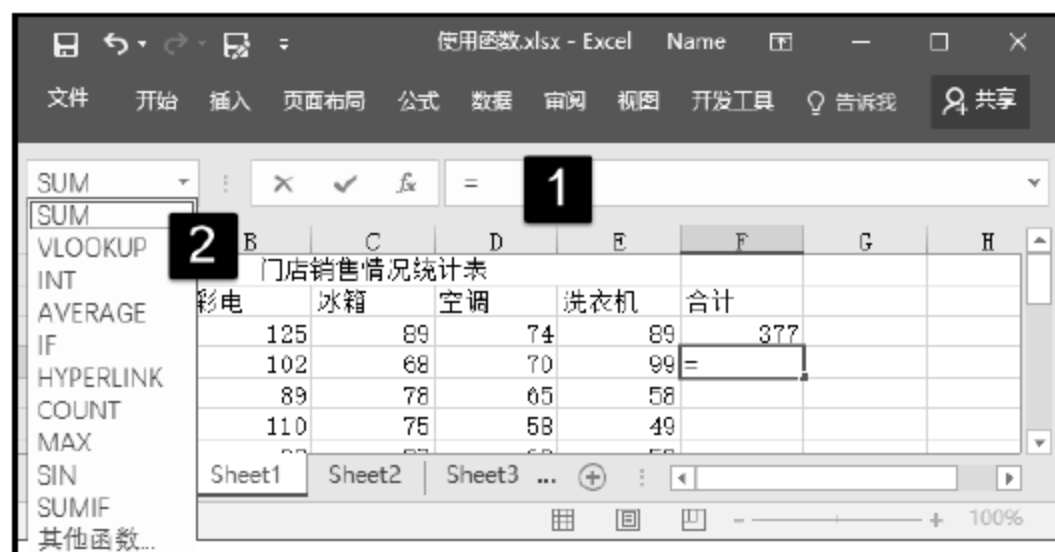 使用函数.xlsx - Excel Name
文件 开始 插入 页面布局 公式 数据 审阅 视图 开发工具 告诉我 共享
SUM fx = 1
SUM
VLOOKUP
INT
AVERAGE
IF
HYPERLINK
COUNT
MAX
SIN
SUMIF
其他函数...
2
B C D E F G H
门店销售情况统计表
彩电 冰箱 空调 洗衣机 合计
125 89 74 89 377
102 68 70 99 =
89 78 65 58
110 75 58 49
Sheet1 Sheet2 Sheet3 ...
100%